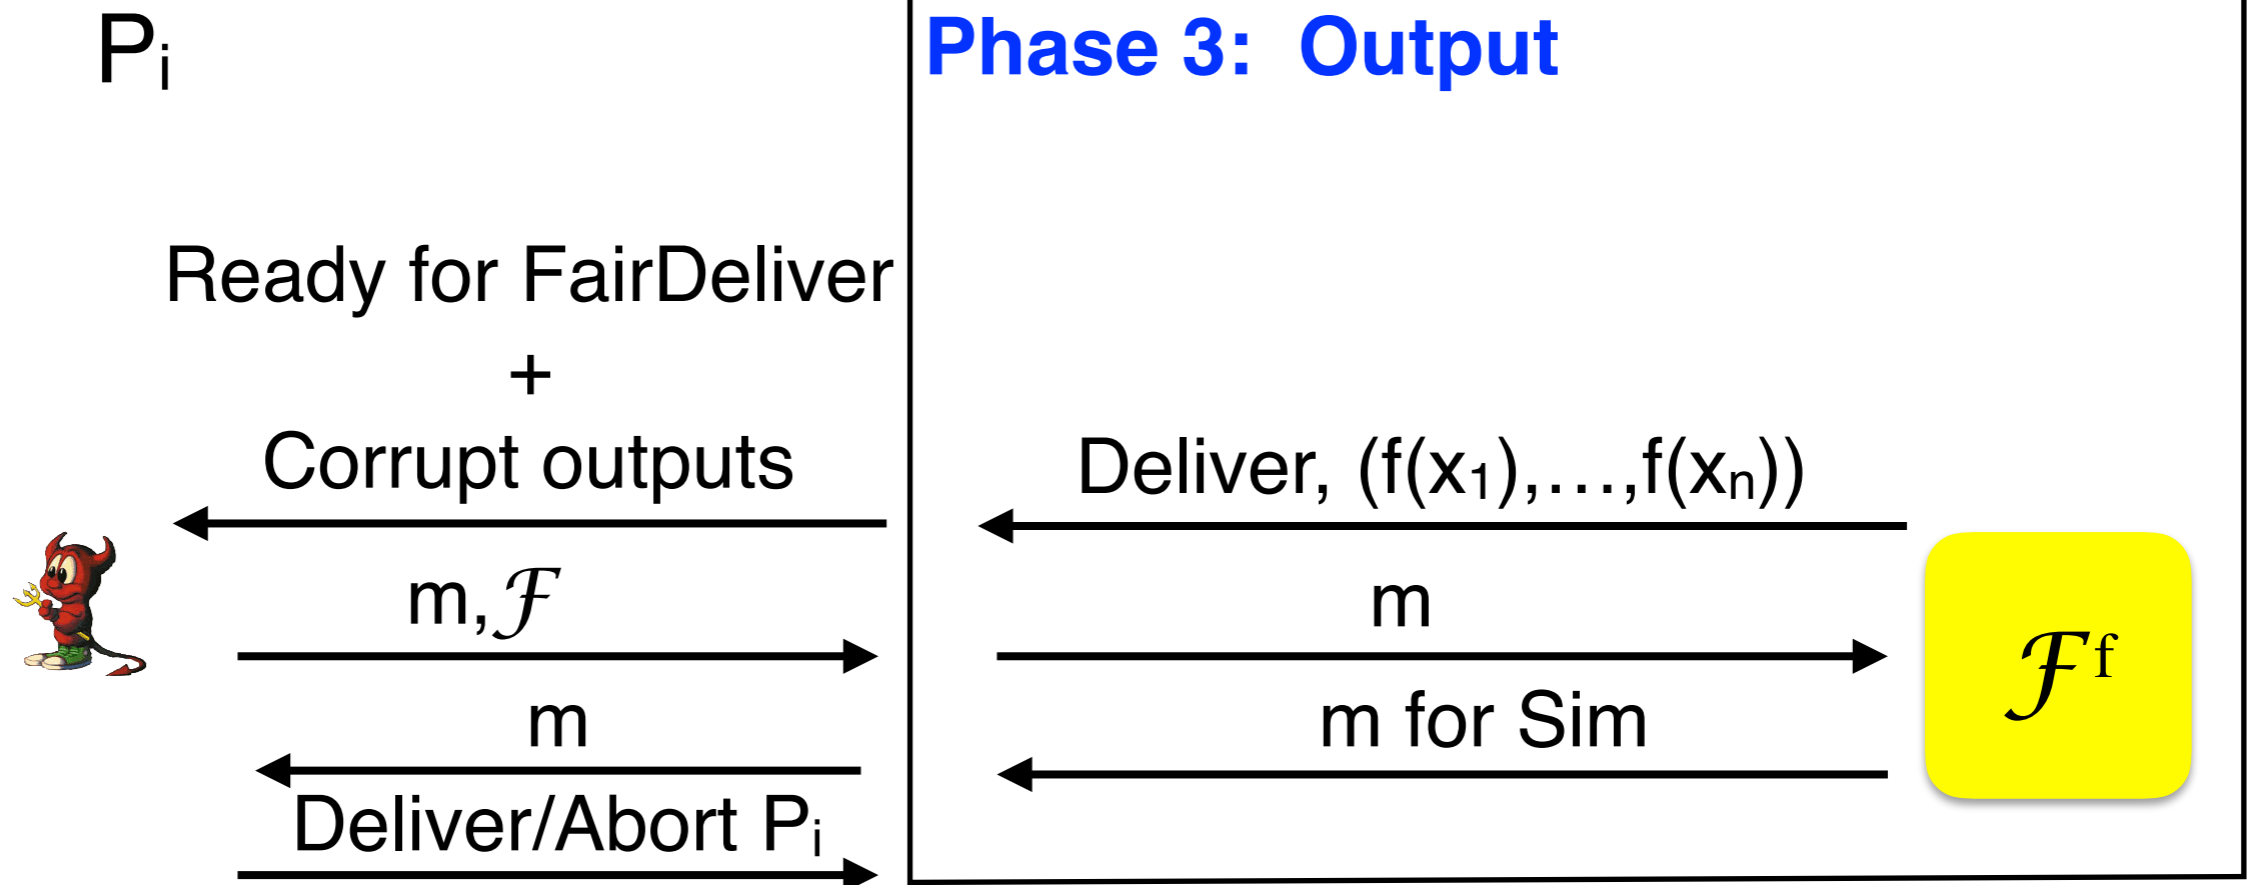 Pᵢ
Phase 3: Output
Ready for FairDeliver
+
Corrupt outputs
Deliver, (f(x₁),…,f(xₙ))
m,ℱ
m
ℱᶠ
m
m for Sim
Deliver/Abort Pᵢ